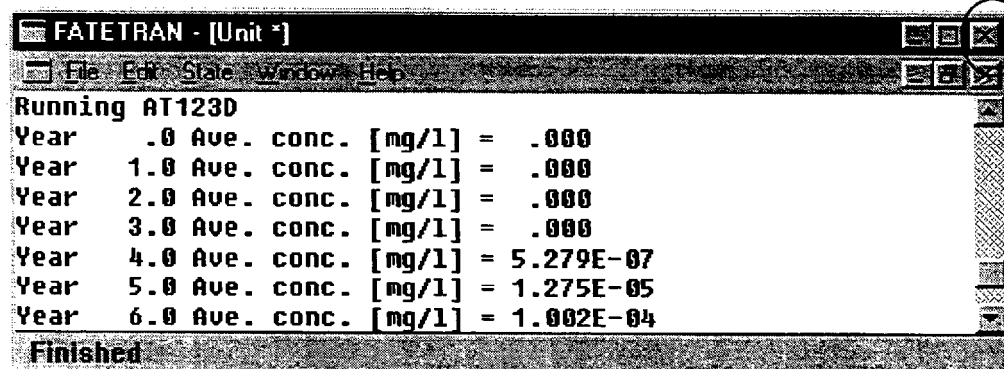 FATETRAN - [Unit *]
File Edit State Window Help
Running AT123D
Year .0 Ave. conc. [mg/l] = .000
Year 1.0 Ave. conc. [mg/l] = .000
Year 2.0 Ave. conc. [mg/l] = .000
Year 3.0 Ave. conc. [mg/l] = .000
Year 4.0 Ave. conc. [mg/l] = 5.279E-07
Year 5.0 Ave. conc. [mg/l] = 1.275E-05
Year 6.0 Ave. conc. [mg/l] = 1.002E-04
Finished